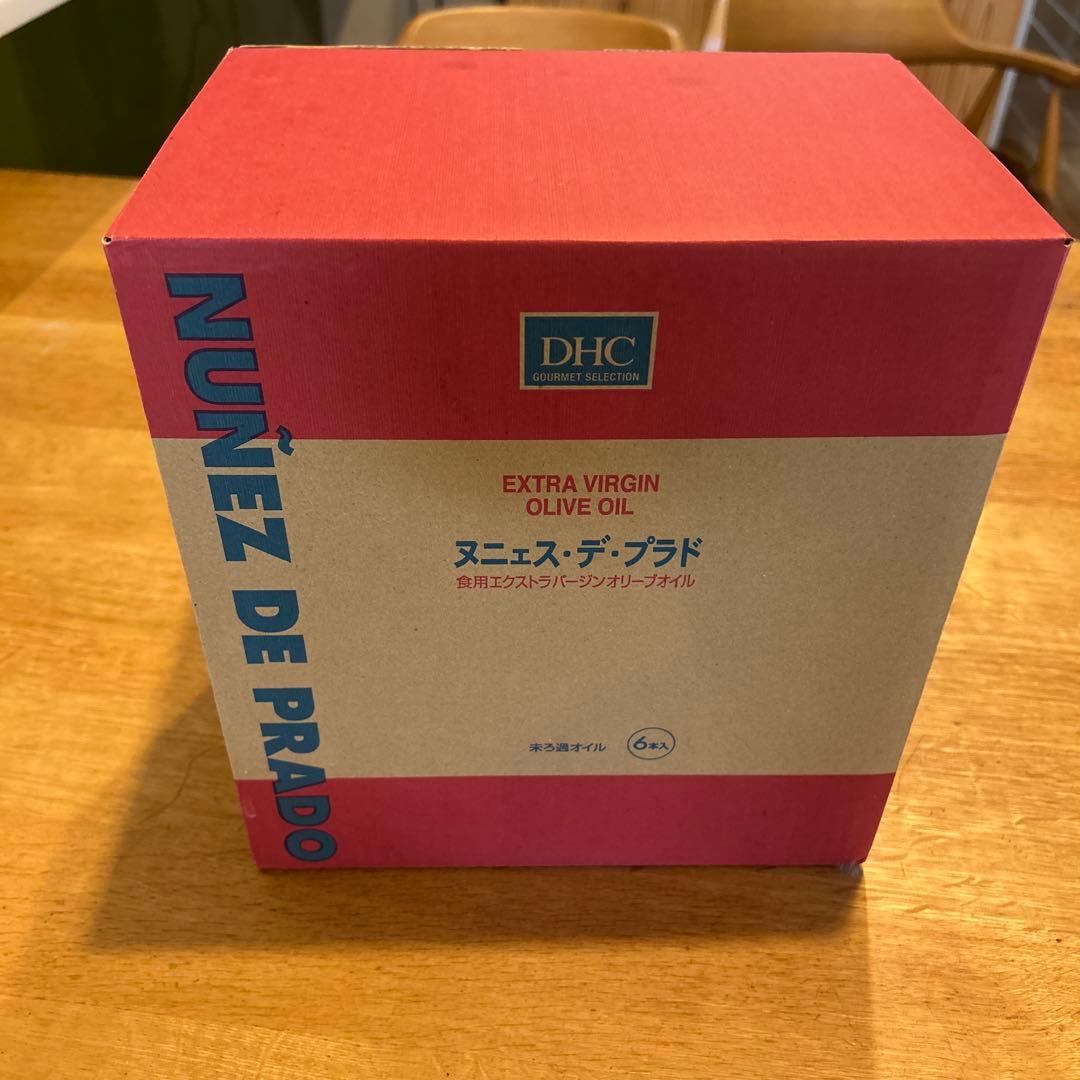 NUÑEZ DE PRADO
DHC
GOURMET SELECTION
EXTRA VIRGIN
OLIVE OIL
ヌニェス・デ・プラド
食用エクストラバージンオリーブオイル
未ろ過オイル 6本入